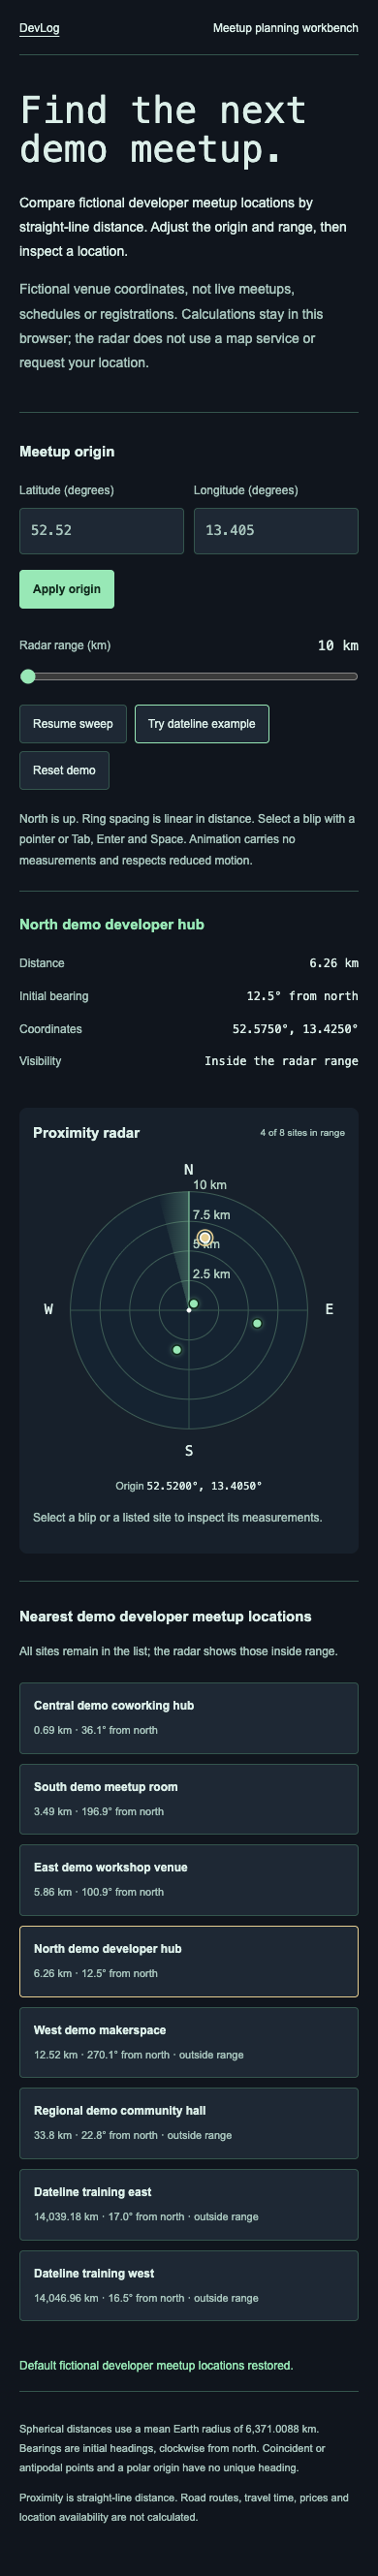 DevLog
Meetup planning workbench
Find the next
demo meetup.
Compare fictional developer meetup locations by
straight-line distance. Adjust the origin and range, then
inspect a location.
Fictional venue coordinates, not live meetups,
schedules or registrations. Calculations stay in this
browser; the radar does not use a map service or
request your location.
Meetup origin
Latitude (degrees)
Longitude (degrees)
52.52
13.405
Apply origin
Radar range (km)
10 km
Resume sweep
Try dateline example
Reset demo
North is up. Ring spacing is linear in distance. Select a blip with a
pointer or Tab, Enter and Space. Animation carries no
measurements and respects reduced motion.
North demo developer hub
Distance
6.26 km
Initial bearing
12.5° from north
Coordinates
52.5750°, 13.4250°
Visibility
Inside the radar range
Proximity radar
4 of 8 sites in range
N
10 km
7.5 km
5 km
2.5 km
W
E
S
Origin 52.5200°, 13.4050°
Select a blip or a listed site to inspect its measurements.
Nearest demo developer meetup locations
All sites remain in the list; the radar shows those inside range.
Central demo coworking hub
0.69 km · 36.1° from north
South demo meetup room
3.49 km · 196.9° from north
East demo workshop venue
5.86 km · 100.9° from north
North demo developer hub
6.26 km · 12.5° from north
West demo makerspace
12.52 km · 270.1° from north · outside range
Regional demo community hall
33.8 km · 22.8° from north · outside range
Dateline training east
14,039.18 km · 17.0° from north · outside range
Dateline training west
14,046.96 km · 16.5° from north · outside range
Default fictional developer meetup locations restored.
Spherical distances use a mean Earth radius of 6,371.0088 km.
Bearings are initial headings, clockwise from north. Coincident or
antipodal points and a polar origin have no unique heading.
Proximity is straight-line distance. Road routes, travel time, prices and
location availability are not calculated.